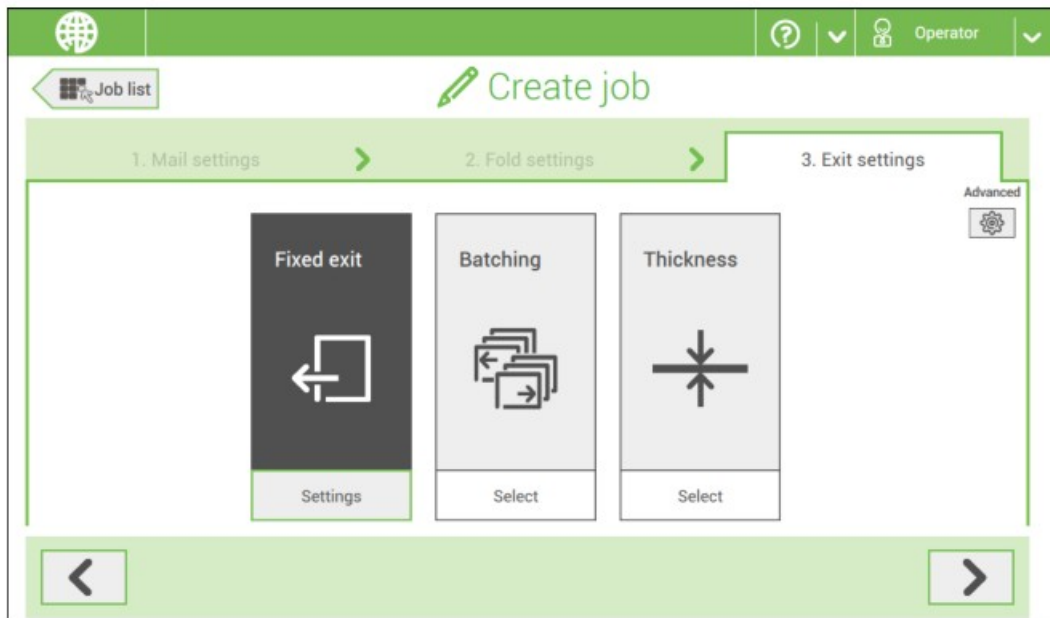 Operator
Job list
Create job
1. Mail settings
2. Fold settings
3. Exit settings
Advanced
Fixed exit
Batching
Thickness
Settings
Select
Select